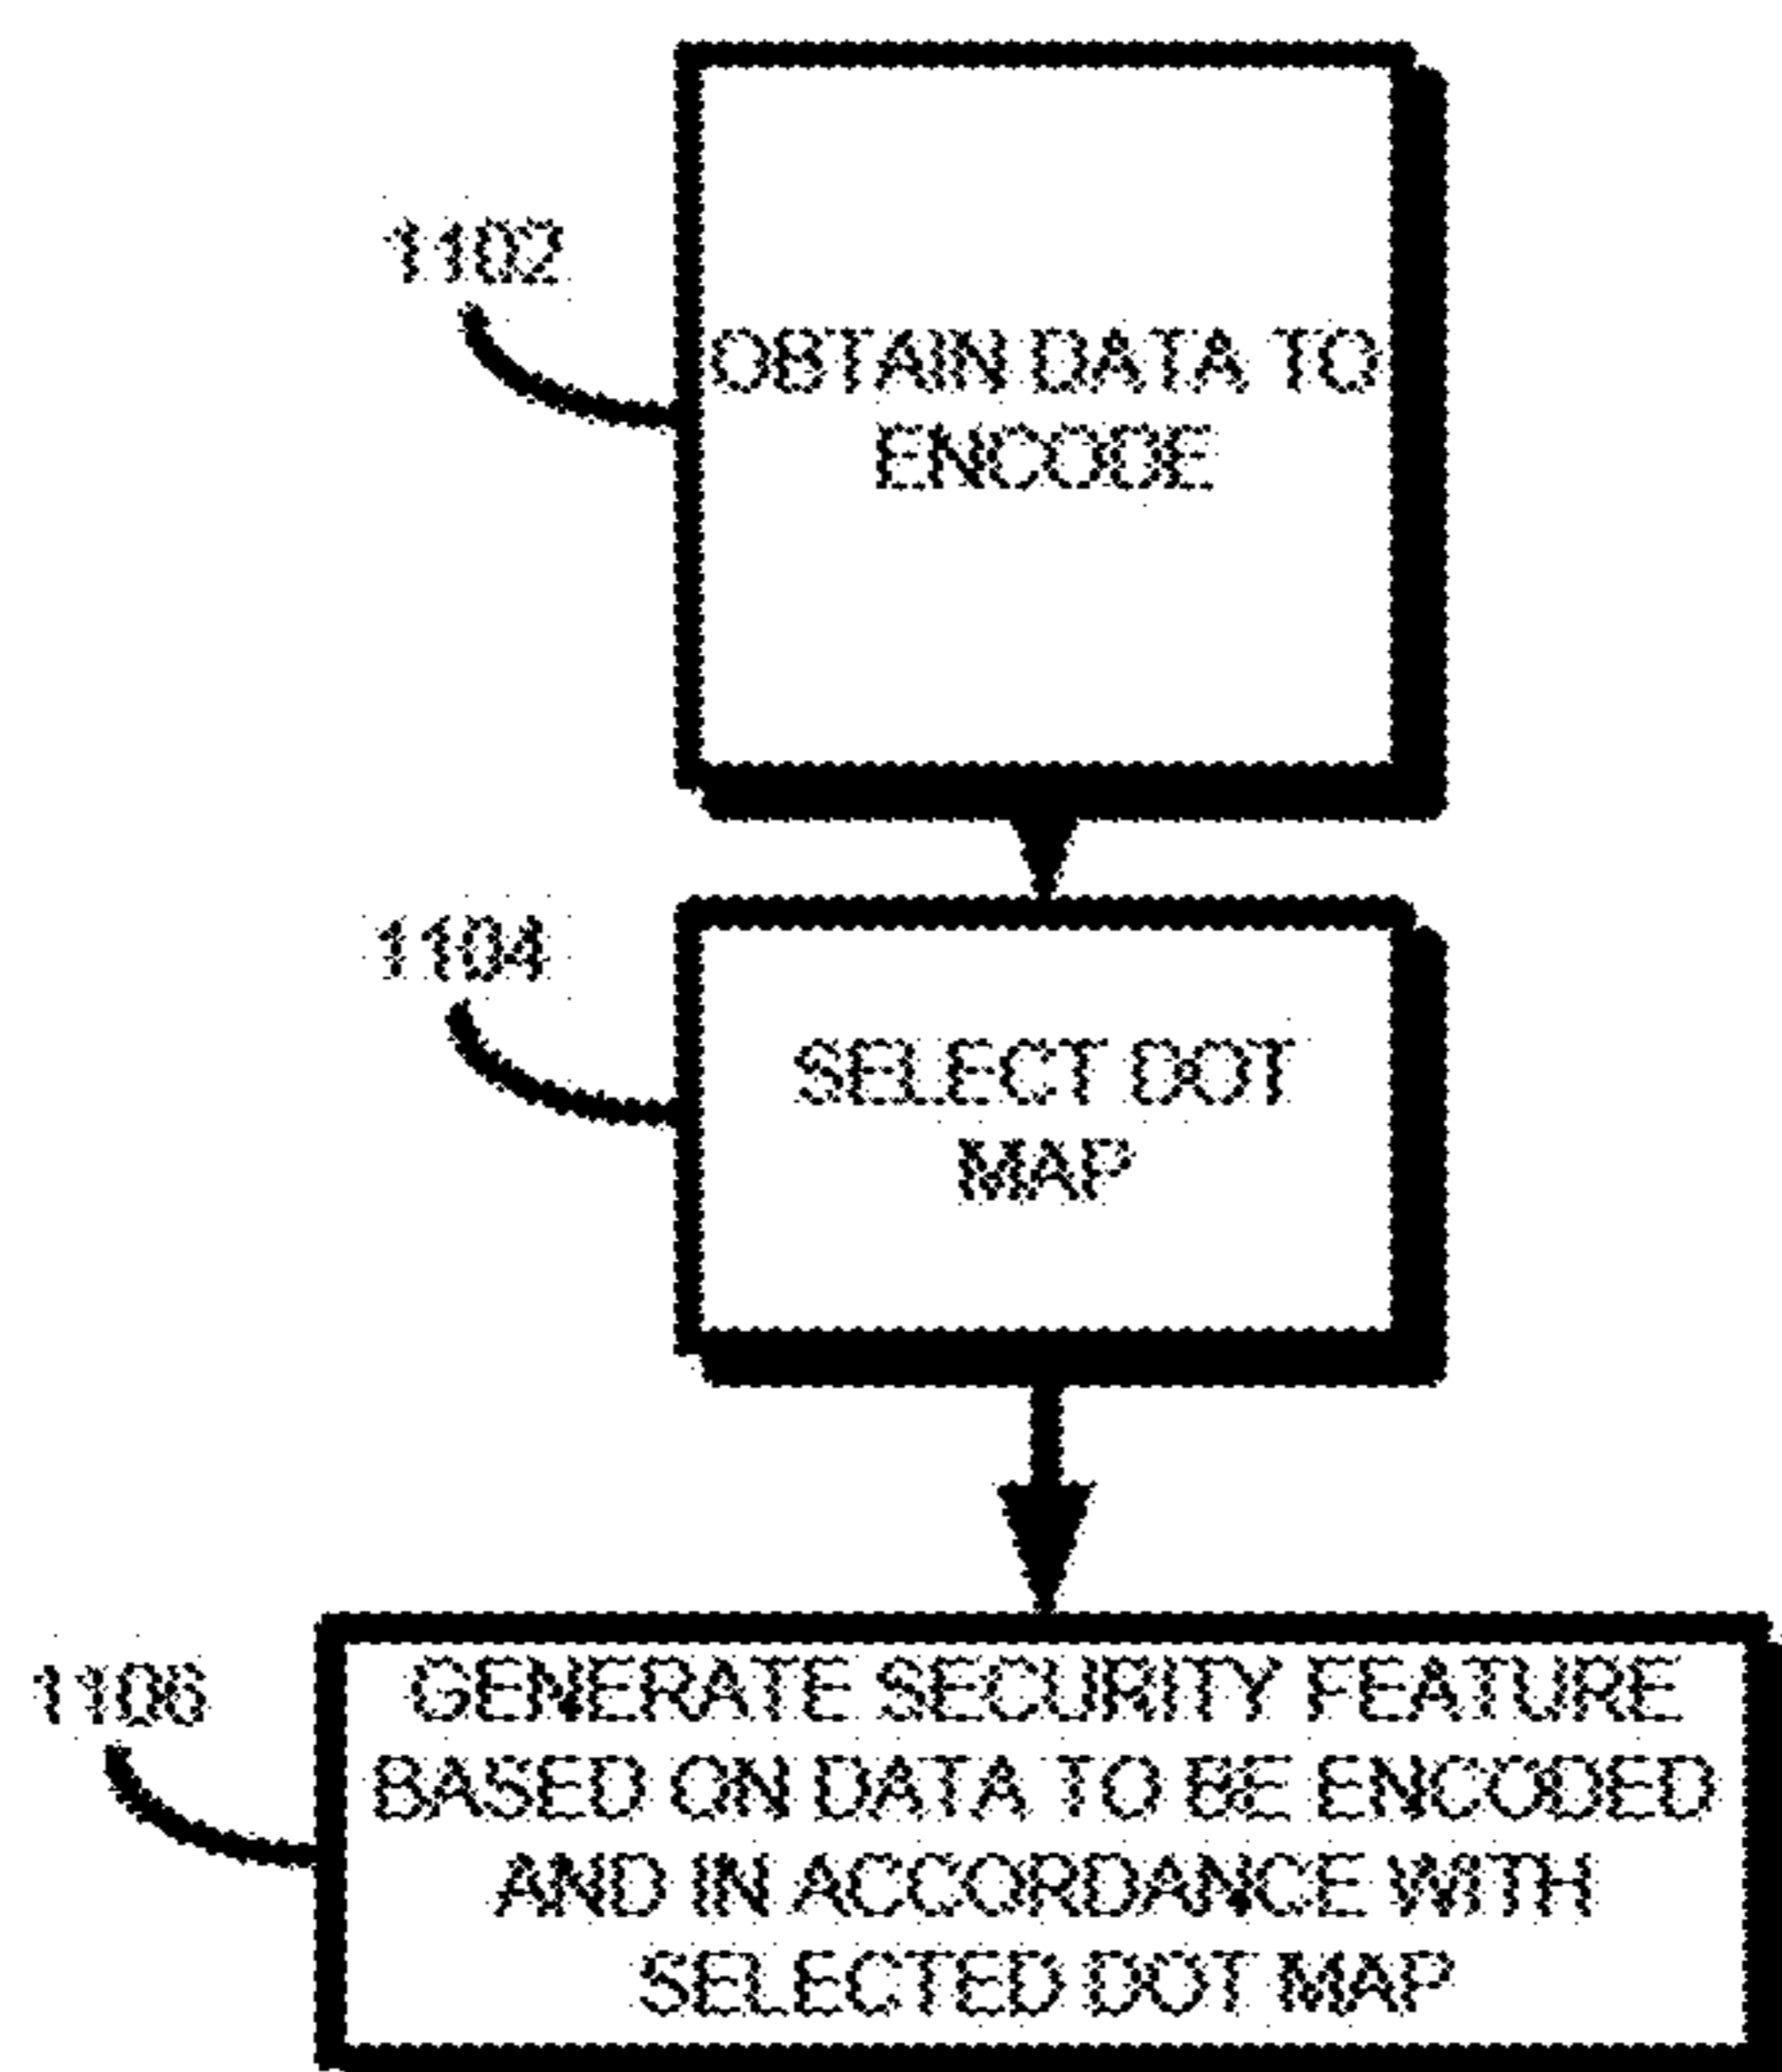 1102
OBTAIN DATA TO
ENCODE
1104
SELECT DOT
MAP
1106
GENERATE SECURITY FEATURE
BASED ON DATA TO BE ENCODED
AND IN ACCORDANCE WITH
SELECTED DOT MAP